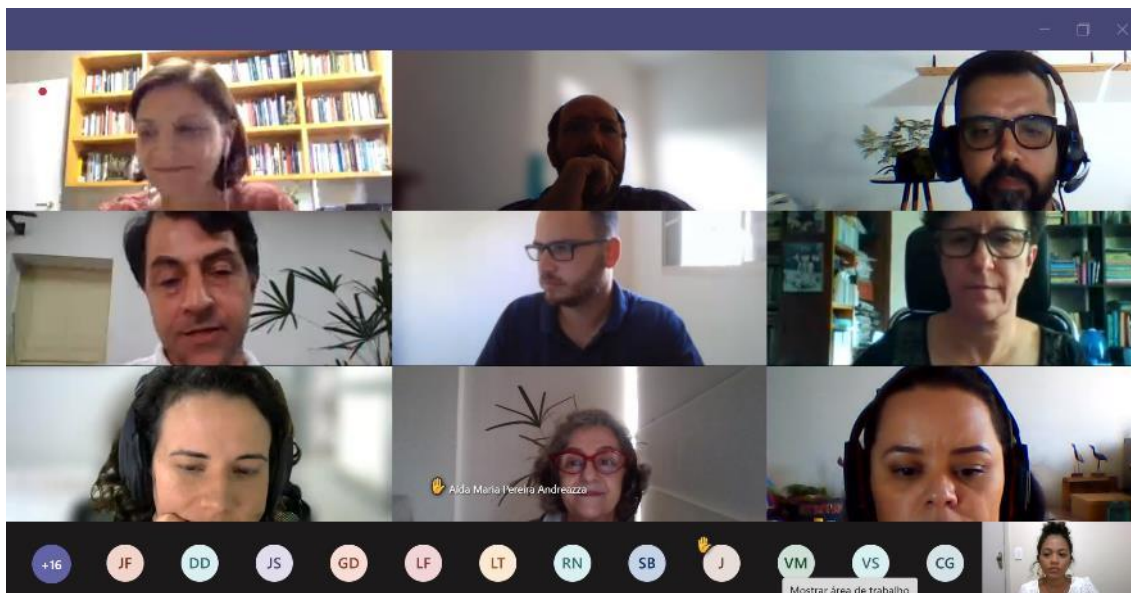 Alda Maria Pereira Andreazza
+16
JF
DD
JS
GD
LF
LT
RN
SB
J
VM
VS
CG
Mostrar área de trabalho